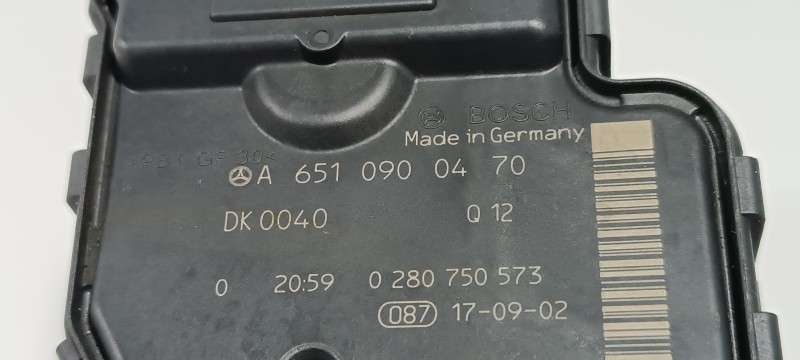 BOSCH
Made in Germany
A 651 090 04 70
DK 0040 Q 12
0 20:59 0 280 750 573
087 17-09-02